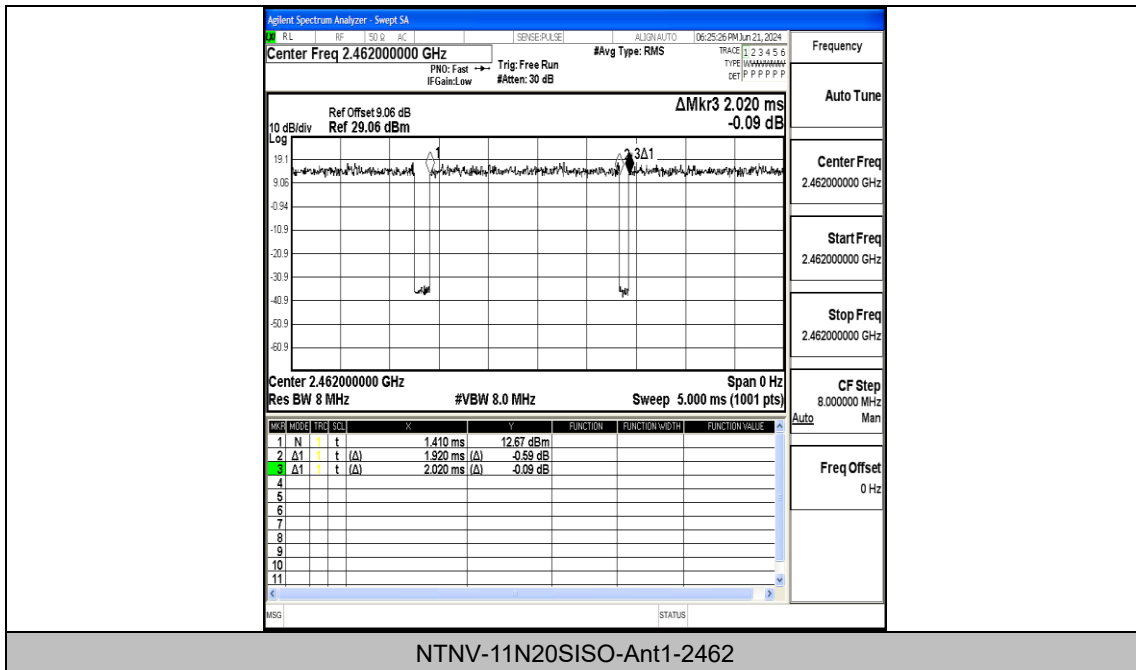 Agilent Spectrum Analyzer - Swept SA
RL RF 50 Ω AC SENSE:PULSE ALIGN AUTO 06:25:26 PM Jun 21, 2024
Center Freq 2.462000000 GHz
PNO: Fast
IFGain:Low
Trig: Free Run
#Atten: 30 dB
#Avg Type: RMS
TRACE 1 2 3 4 5 6
TYPE
DET P P P P P P
Frequency
Auto Tune
Center Freq
2.462000000 GHz
Start Freq
2.462000000 GHz
Stop Freq
2.462000000 GHz
CF Step
8.000000 MHz
Auto Man
Freq Offset
0 Hz
ΔMkr3 2.020 ms
-0.09 dB
Ref Offset 9.06 dB
10 dB/div Ref 29.06 dBm
Log
1
2 3Δ1
19.1
9.06
-0.94
-10.9
-20.9
-30.9
-40.9
-50.9
-60.9
Center 2.462000000 GHz Span 0 Hz
Res BW 8 MHz #VBW 8.0 MHz Sweep 5.000 ms (1001 pts)
MKR MODE TRC SCL X Y FUNCTION FUNCTION WIDTH FUNCTION VALUE
1 N 1 t 1.410 ms 12.67 dBm
2 Δ1 1 t (Δ) 1.920 ms (Δ) -0.59 dB
3 Δ1 1 t (Δ) 2.020 ms (Δ) -0.09 dB
4
5
6
7
8
9
10
11
MSG STATUS
NTNV-11N20SISO-Ant1-2462